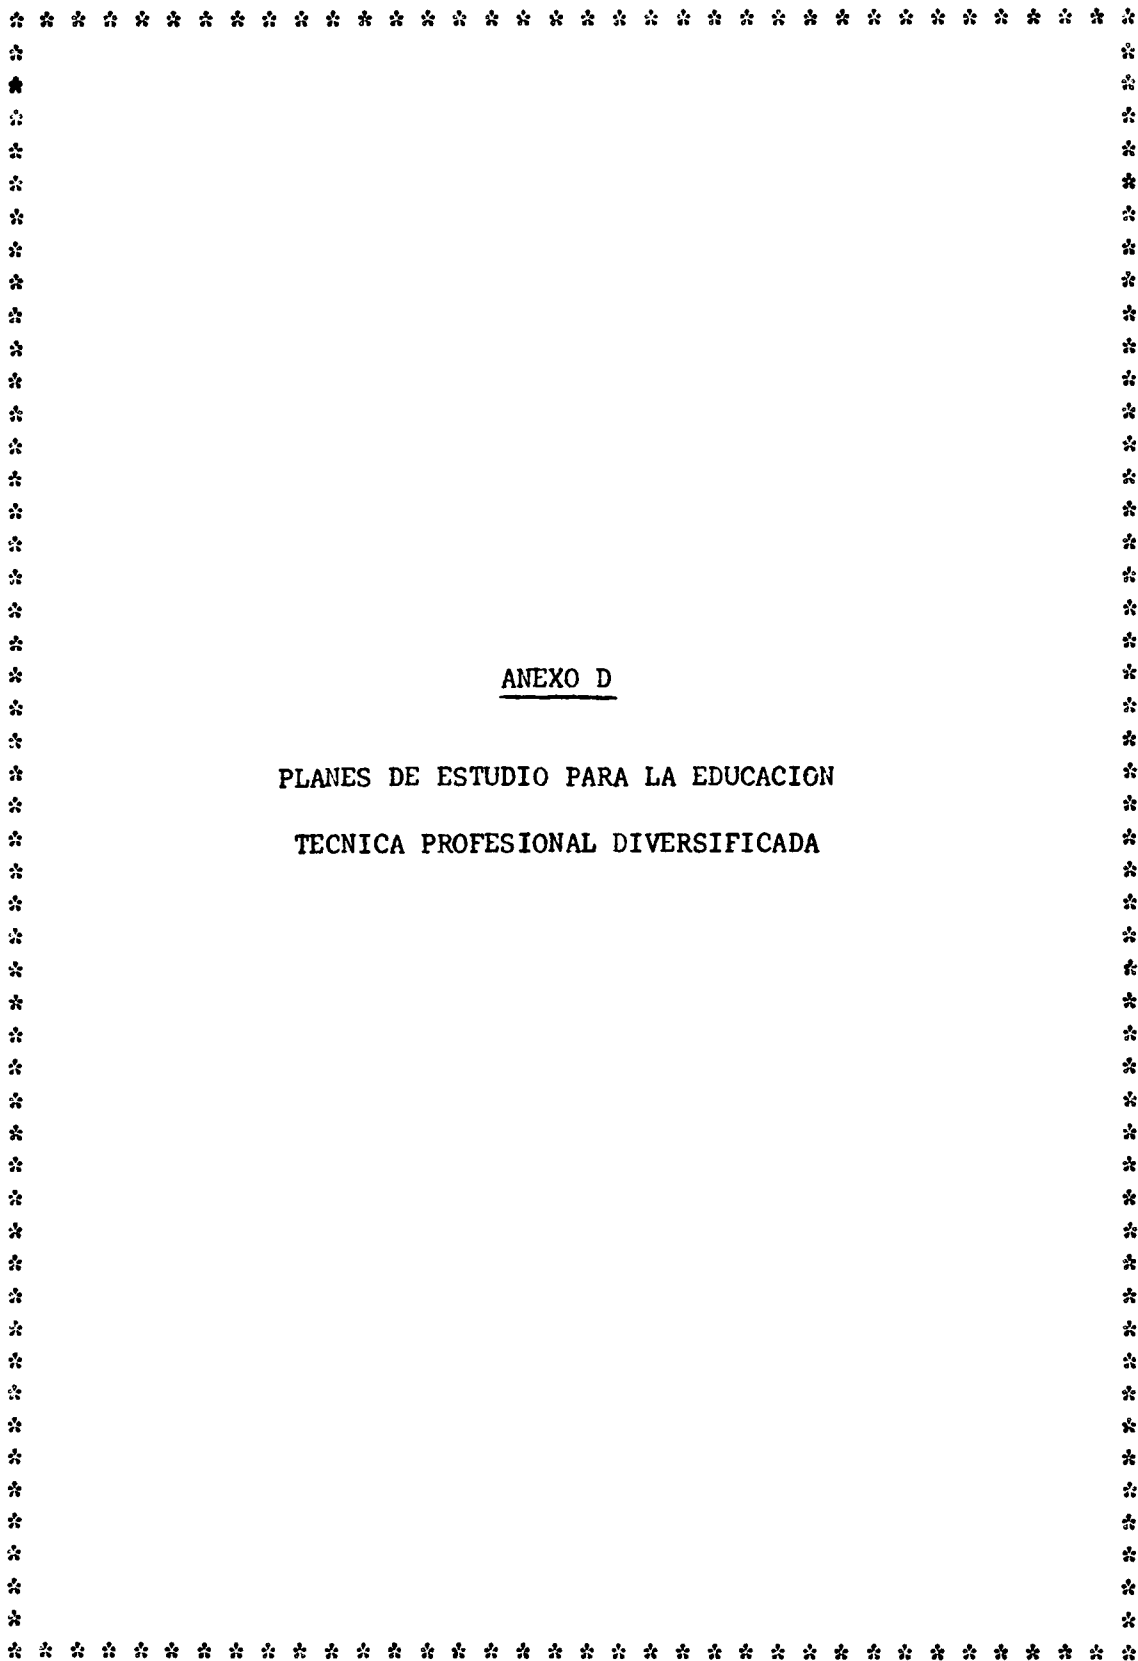 ANEXO D
PLANES DE ESTUDIO PARA LA EDUCACION
TECNICA PROFESIONAL DIVERSIFICADA